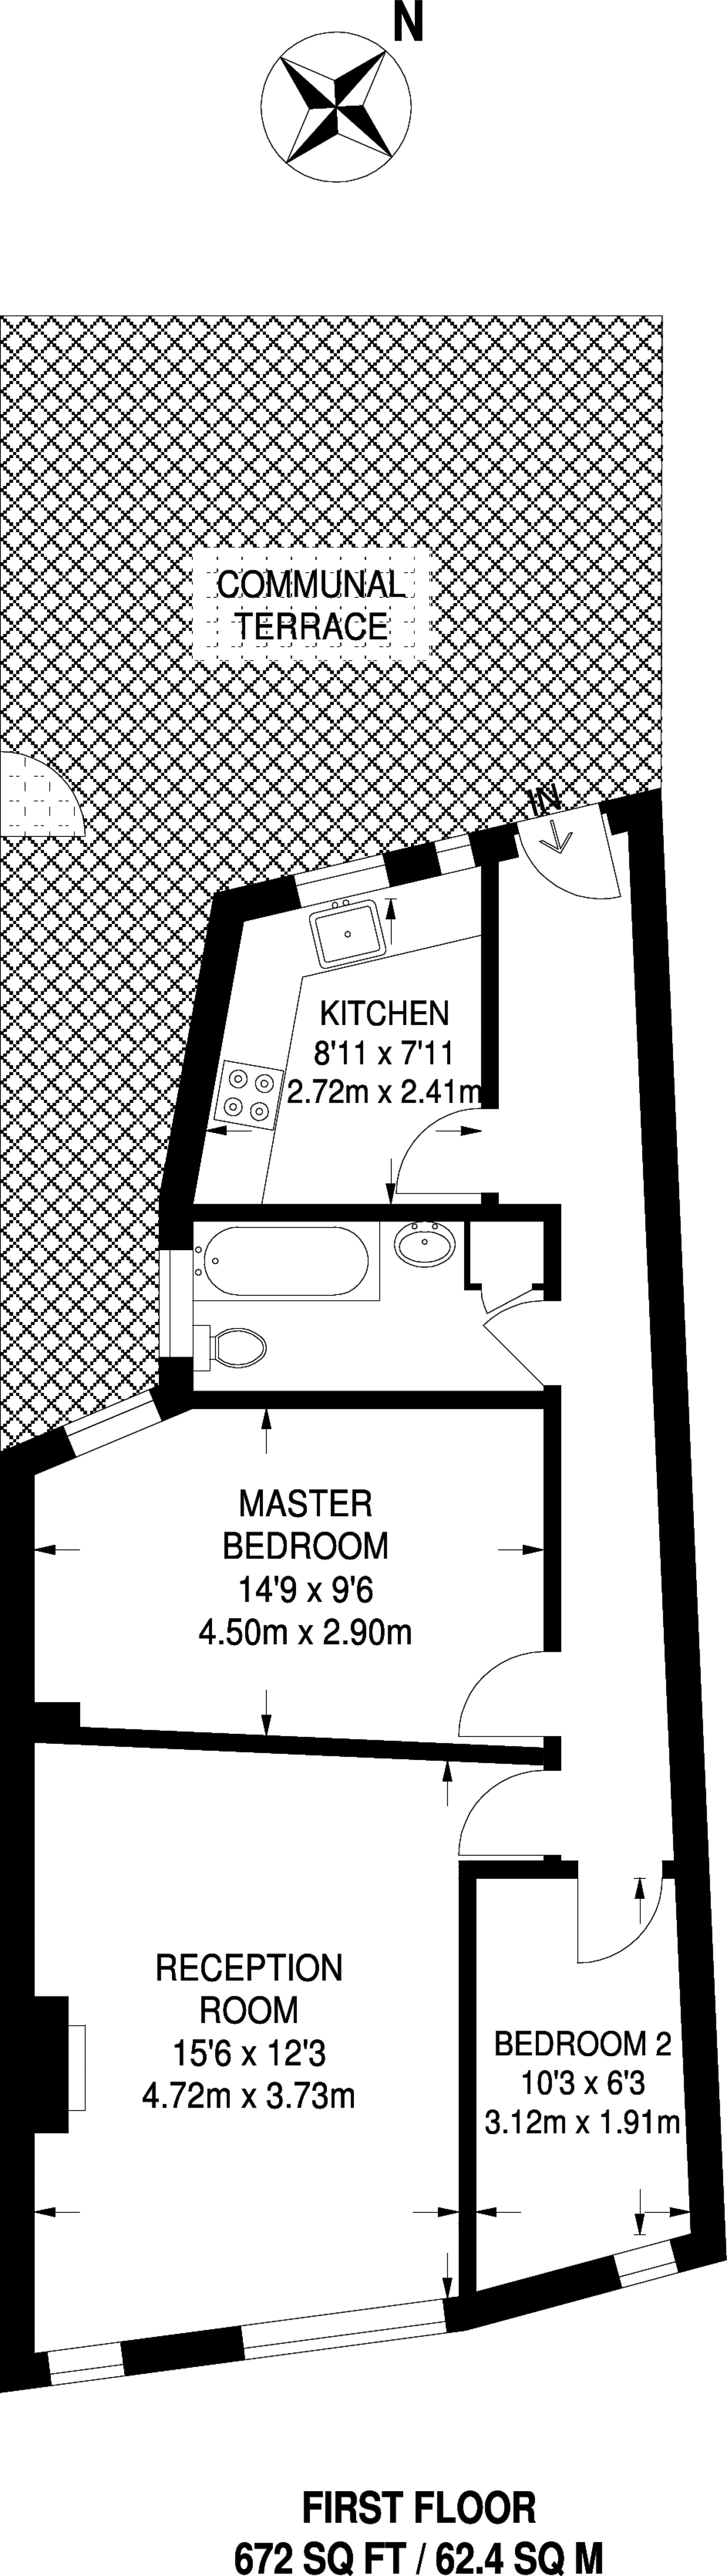 N
COMMUNAL
TERRACE
IN
KITCHEN
8'11 x 7'11
2.72m x 2.41m
MASTER
BEDROOM
14'9 x 9'6
4.50m x 2.90m
RECEPTION
ROOM
15'6 x 12'3
4.72m x 3.73m
BEDROOM 2
10'3 x 6'3
3.12m x 1.91m
FIRST FLOOR
672 SQ FT / 62.4 SQ M